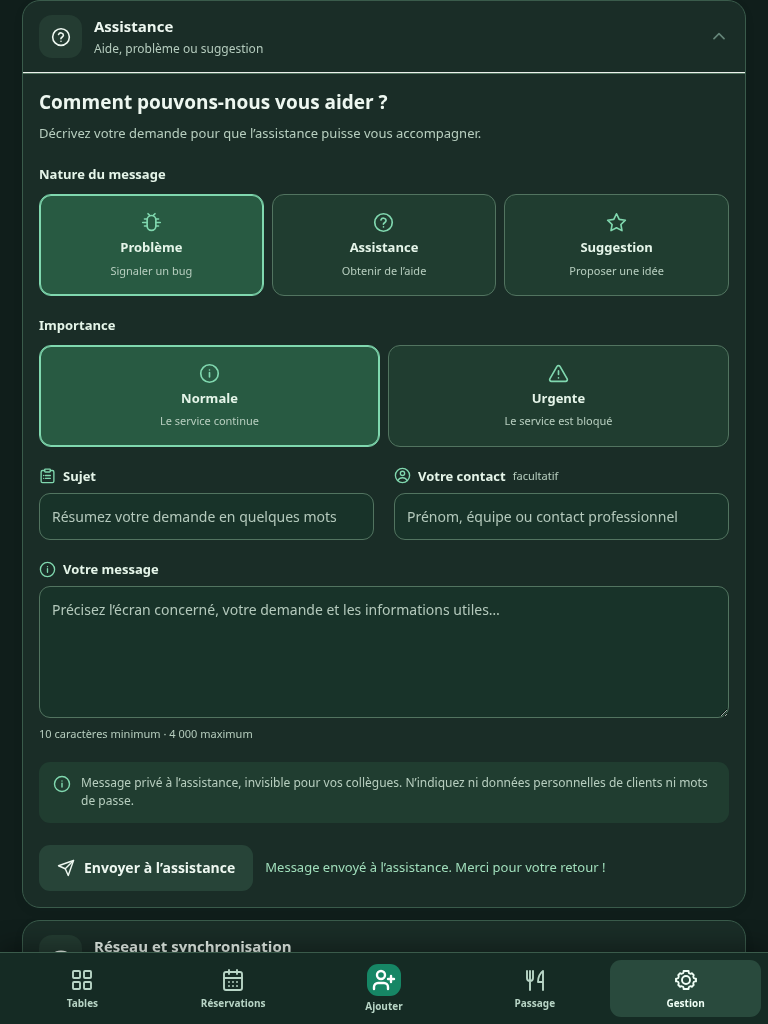 Assistance
Aide, problème ou suggestion
Comment pouvons-nous vous aider ?
Décrivez votre demande pour que l’assistance puisse vous accompagner.
Nature du message
Problème
Signaler un bug
Assistance
Obtenir de l’aide
Suggestion
Proposer une idée
Importance
Normale
Le service continue
Urgente
Le service est bloqué
Sujet
Résumez votre demande en quelques mots
Votre contact facultatif
Prénom, équipe ou contact professionnel
Votre message
Précisez l’écran concerné, votre demande et les informations utiles…
10 caractères minimum · 4 000 maximum
Message privé à l’assistance, invisible pour vos collègues. N’indiquez ni données personnelles de clients ni mots
de passe.
Envoyer à l’assistance
Message envoyé à l’assistance. Merci pour votre retour !
Réseau et synchronisation
Tables
Réservations
Ajouter
Passage
Gestion